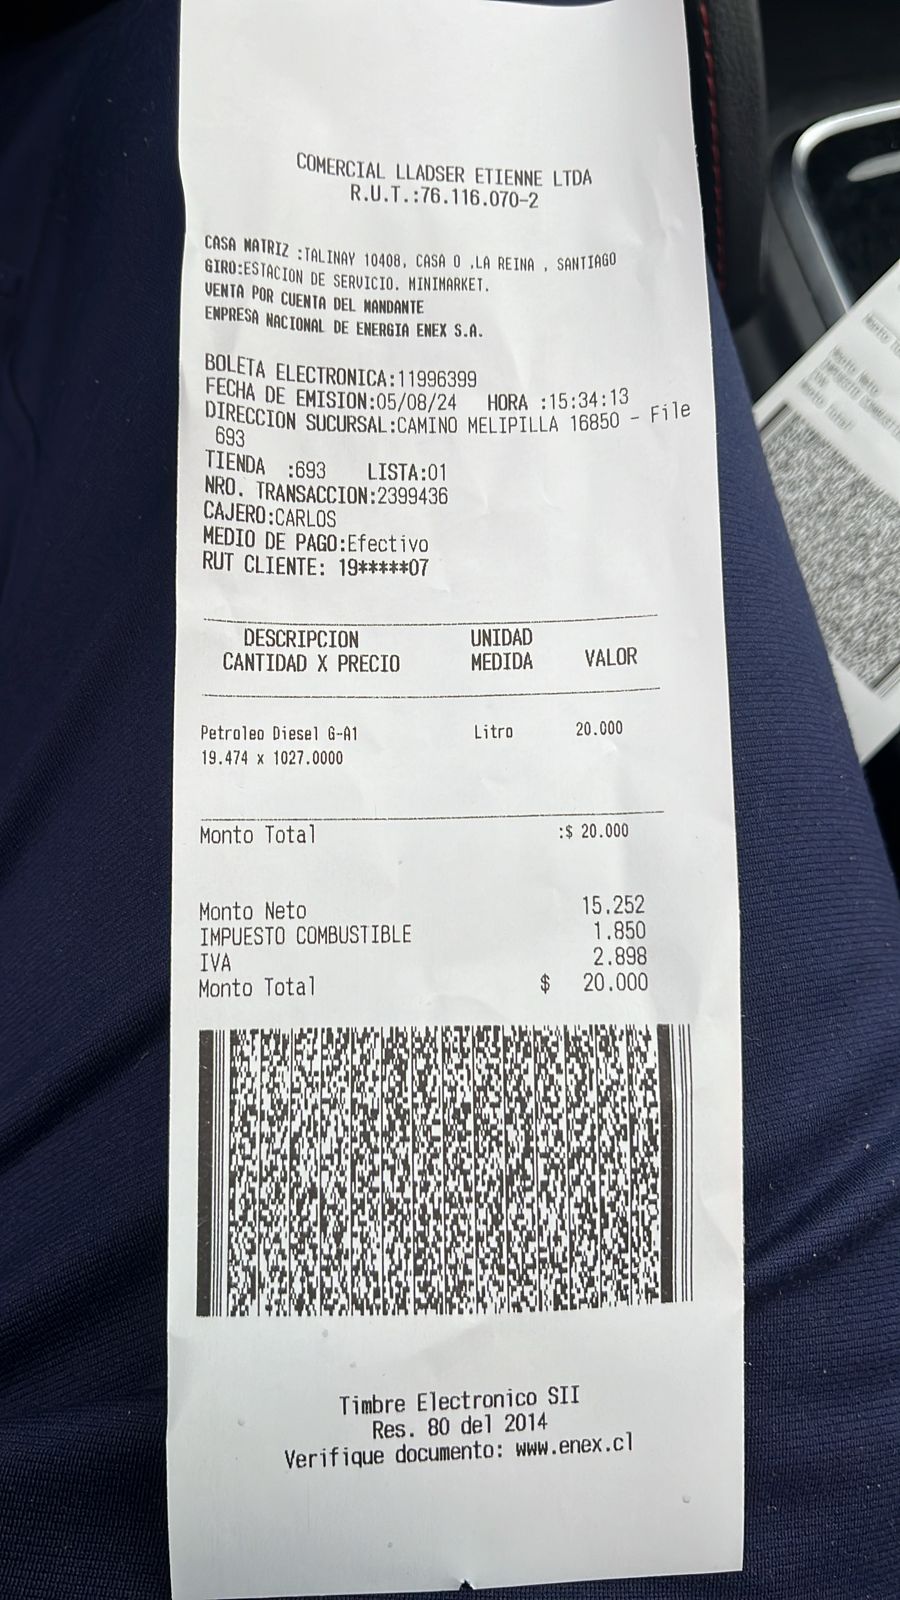 COMERCIAL LLADSER ETIENNE LTDA
R.U.T.:76.116.070-2
CASA MATRIZ :TALINAY 10408, CASA O ,LA REINA , SANTIAGO
GIRO:ESTACION DE SERVICIO. MINIMARKET.
VENTA POR CUENTA DEL MANDANTE
EMPRESA NACIONAL DE ENERGIA ENEX S.A.
BOLETA ELECTRONICA:11996399
FECHA DE EMISION:05/08/24 HORA :15:34:13
DIRECCION SUCURSAL:CAMINO MELIPILLA 16850 - File
693
TIENDA :693 LISTA:01
NRO. TRANSACCION:2399436
CAJERO:CARLOS
MEDIO DE PAGO:Efectivo
RUT CLIENTE: 19*****07
DESCRIPCION UNIDAD
CANTIDAD X PRECIO MEDIDA VALOR
Petroleo Diesel G-A1 Litro 20.000
19.474 x 1027.0000
Monto Total :$ 20.000
Monto Neto 15.252
IMPUESTO COMBUSTIBLE 1.850
IVA 2.898
Monto Total $ 20.000
Timbre Electronico SII
Res. 80 del 2014
Verifique documento: www.enex.cl